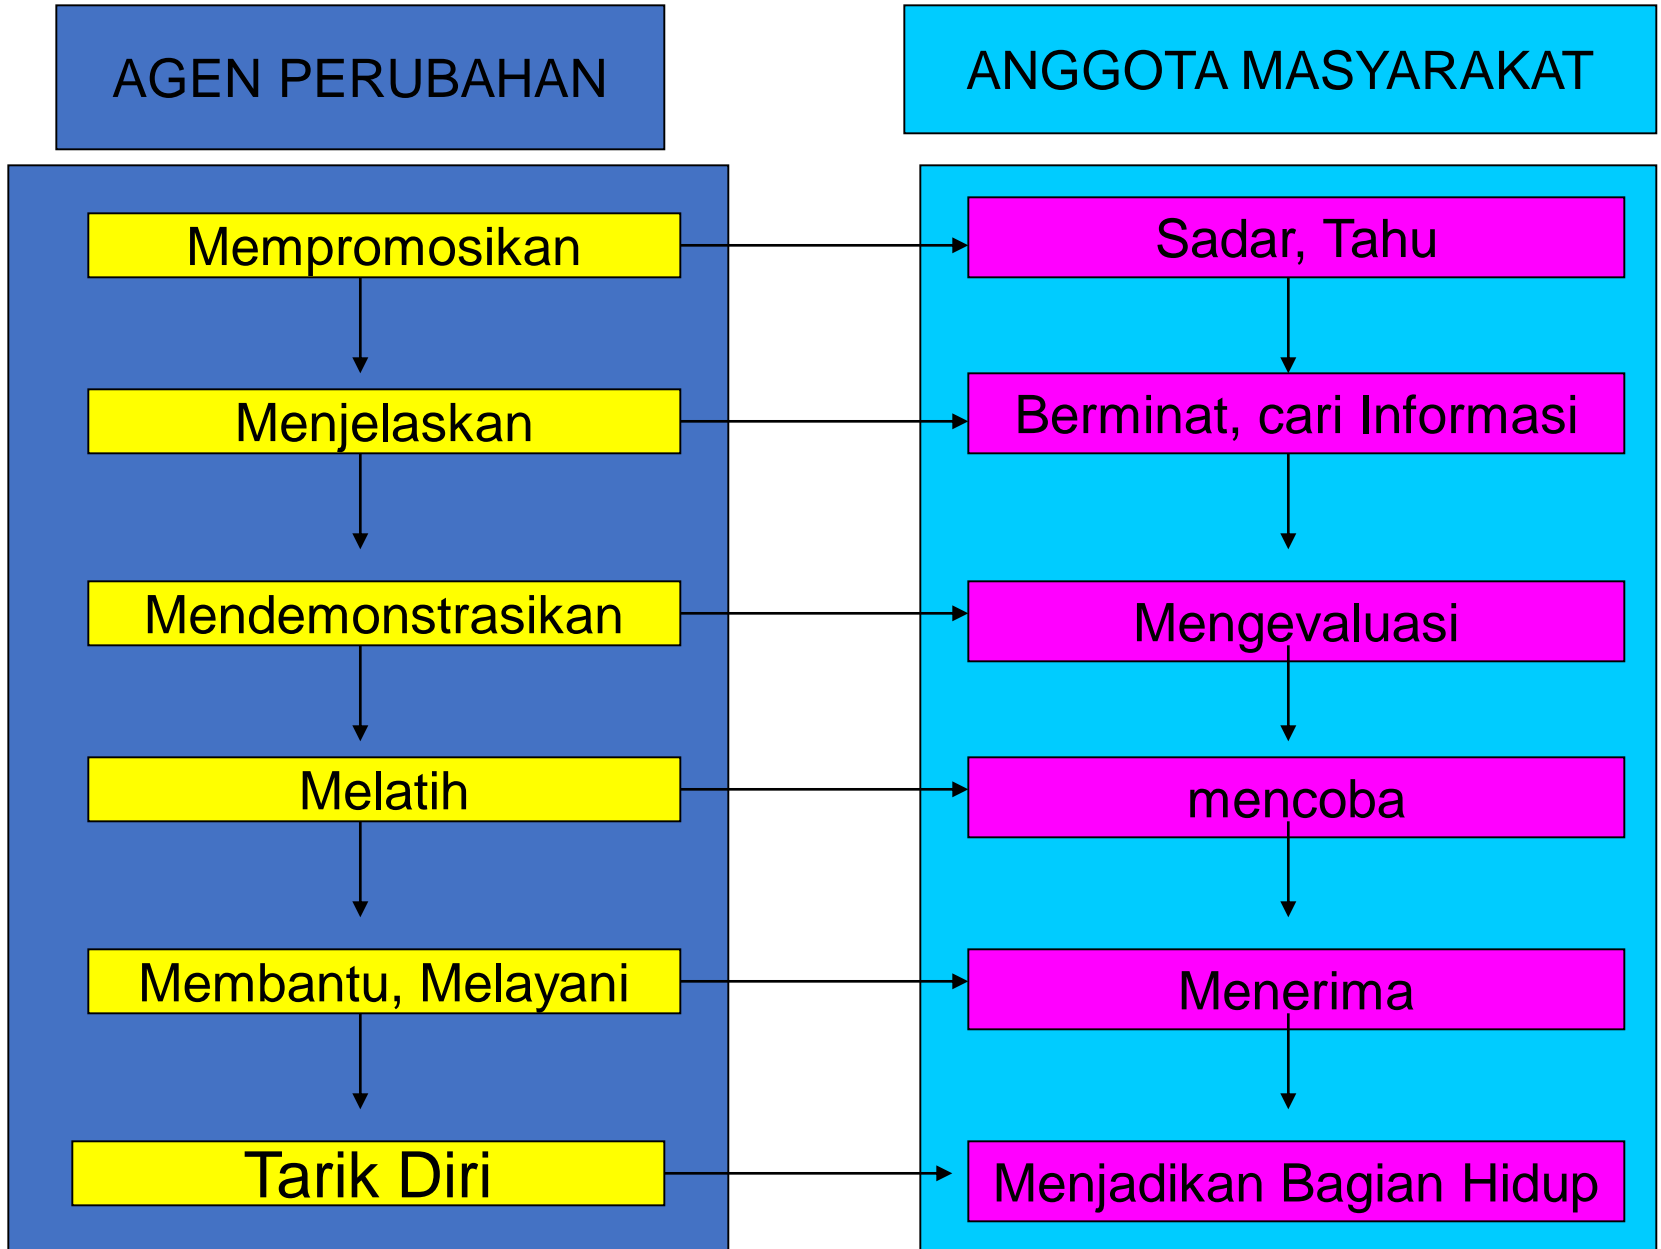 AGEN PERUBAHAN
ANGGOTA MASYARAKAT
Mempromosikan
Sadar, Tahu
Menjelaskan
Berminat, cari Informasi
Mendemonstrasikan
Mengevaluasi
Melatih
mencoba
Membantu, Melayani
Menerima
Tarik Diri
Menjadikan Bagian Hidup